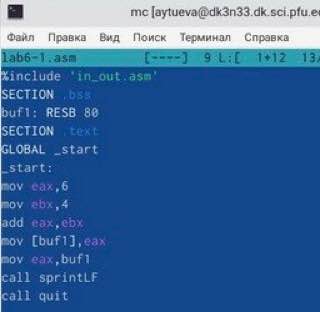 mc [aytueva@dk3n33.dk.sci.pfu.e
Файл Правка Вид Поиск Терминал Справка
lab6-1.asm [----] 9 L:[ 1+12 13/
%include 'in_out.asm'
SECTION .bss
buf1: RESB 80
SECTION .text
GLOBAL _start
_start:
mov eax,6
mov ebx,4
add eax,ebx
mov [buf1],eax
mov eax,buf1
call sprintLF
call quit